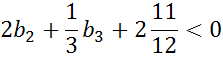 2b₂ + 1/3 b₃ + 2 11/12 < 0